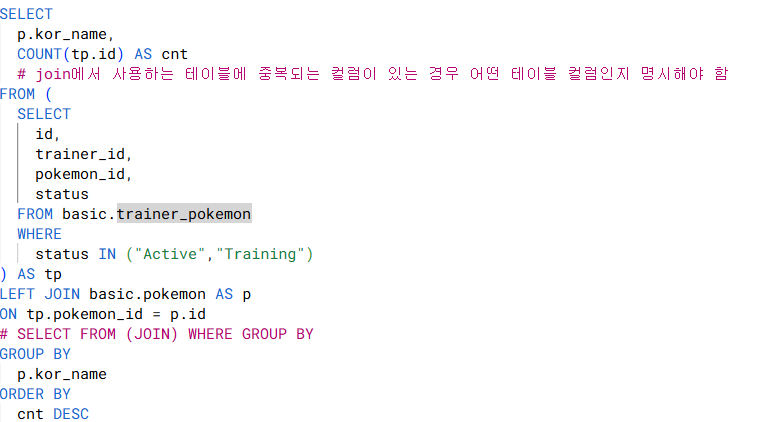 SELECT
p.kor_name,
COUNT(tp.id) AS cnt
# join에서 사용하는 테이블에 중복되는 컬럼이 있는 경우 어떤 테이블 컬럼인지 명시해야 함
FROM (
SELECT
id,
trainer_id,
pokemon_id,
status
FROM basic.trainer_pokemon
WHERE
status IN ("Active","Training")
) AS tp
LEFT JOIN basic.pokemon AS p
ON tp.pokemon_id = p.id
# SELECT FROM (JOIN) WHERE GROUP BY
GROUP BY
p.kor_name
ORDER BY
cnt DESC